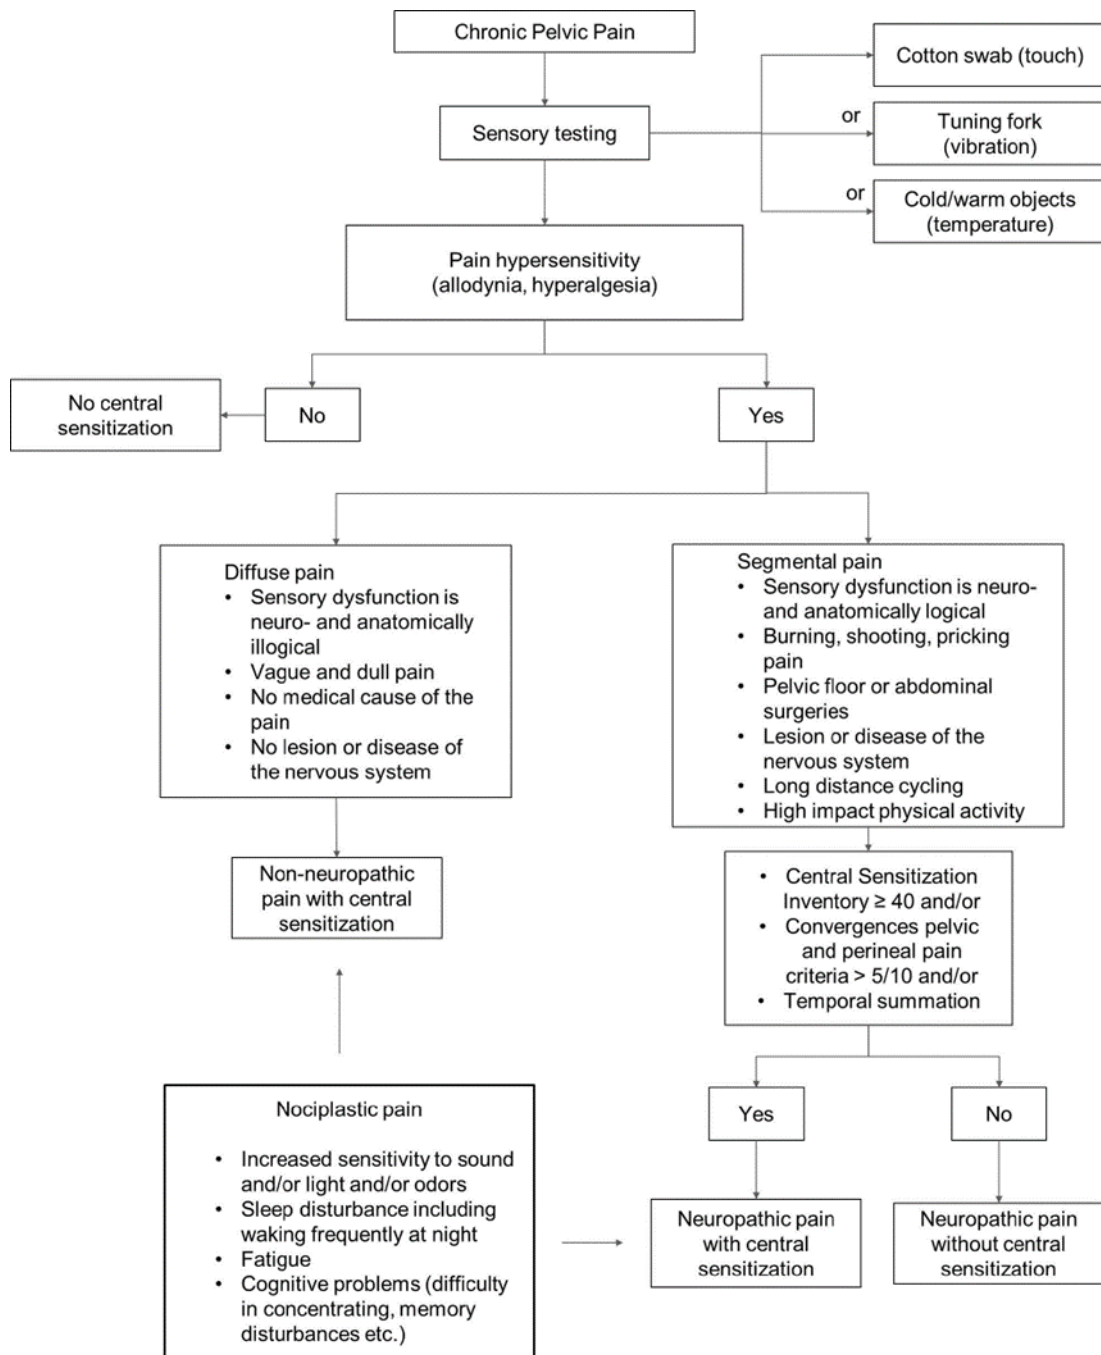 Chronic Pelvic Pain
Cotton swab (touch)
Sensory testing
or
Tuning fork
(vibration)
or
Cold/warm objects
(temperature)
Pain hypersensitivity
(allodynia, hyperalgesia)
No central
sensitization
No
Yes
Diffuse pain
• Sensory dysfunction is
neuro- and anatomically
illogical
• Vague and dull pain
• No medical cause of the
pain
• No lesion or disease of
the nervous system
Segmental pain
• Sensory dysfunction is neuro-
and anatomically logical
• Burning, shooting, pricking
pain
• Pelvic floor or abdominal
surgeries
• Lesion or disease of the
nervous system
• Long distance cycling
• High impact physical activity
Non-neuropathic
pain with central
sensitization
• Central Sensitization
Inventory ≥ 40 and/or
• Convergences pelvic
and perineal pain
criteria > 5/10 and/or
• Temporal summation
Yes
No
Nociplastic pain
• Increased sensitivity to sound
and/or light and/or odors
• Sleep disturbance including
waking frequently at night
• Fatigue
• Cognitive problems (difficulty
in concentrating, memory
disturbances etc.)
Neuropathic pain
with central
sensitization
Neuropathic pain
without central
sensitization